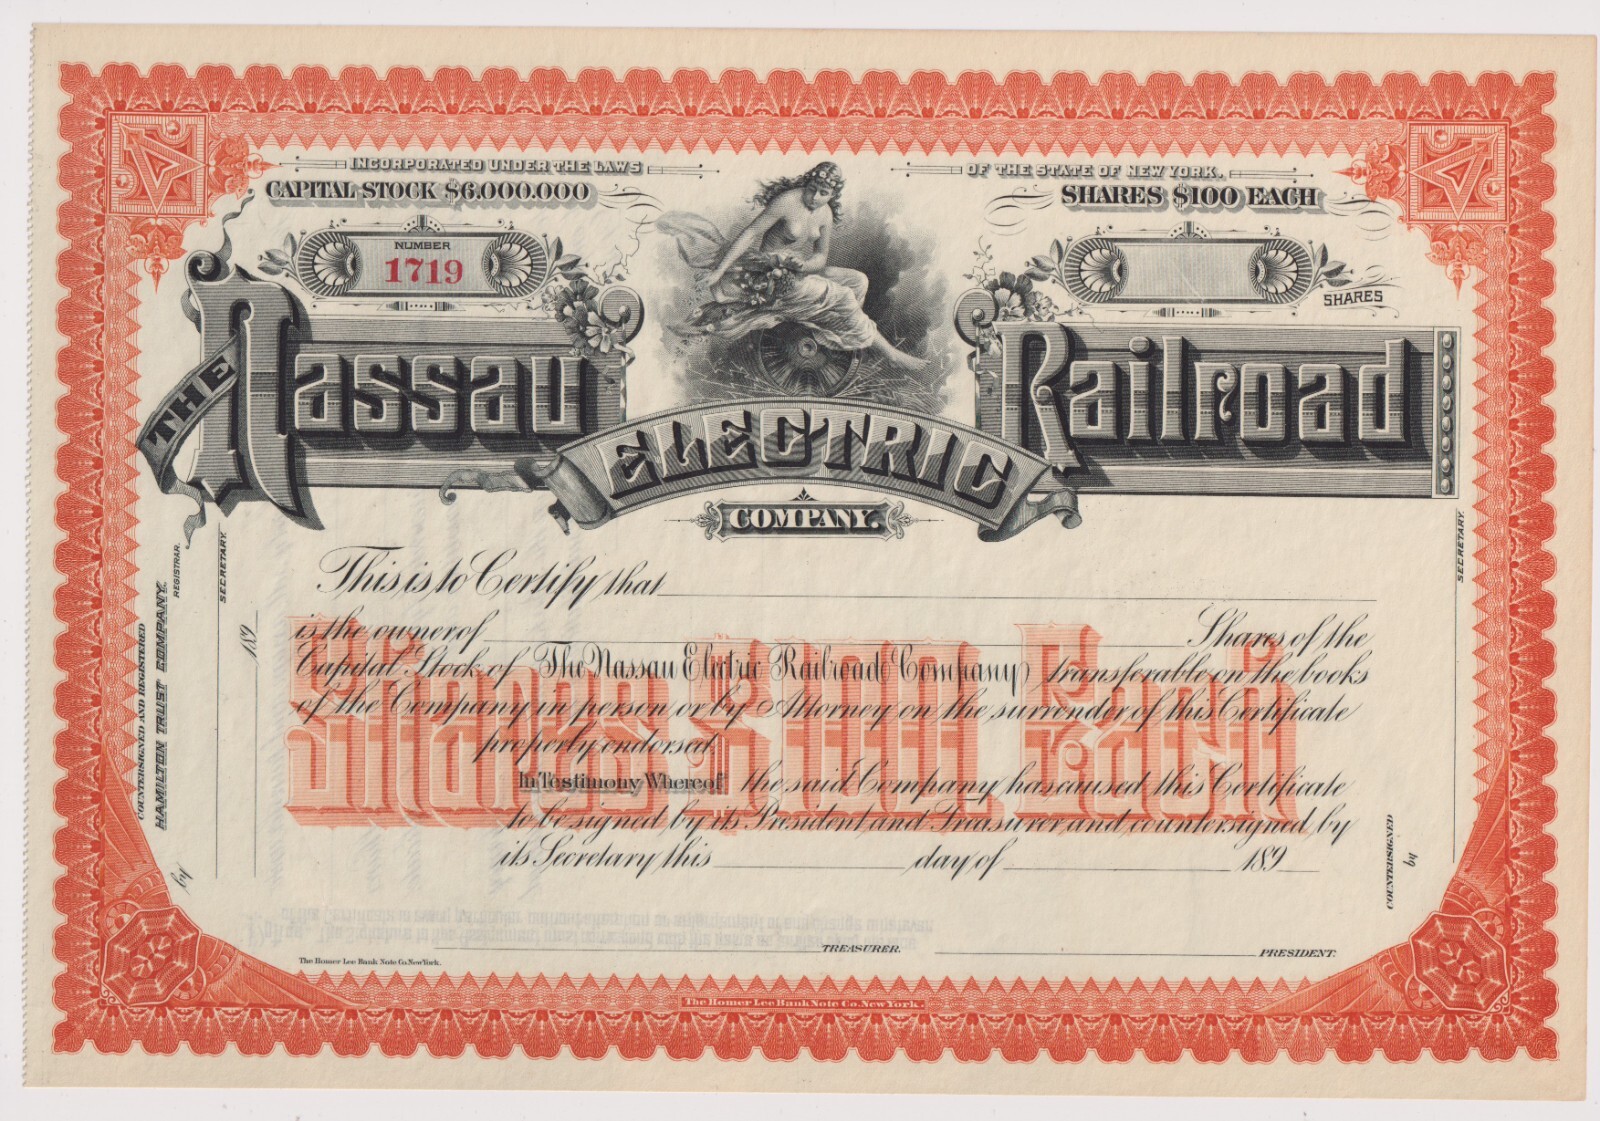 INCORPORATED UNDER THE LAWS OF THE STATE OF NEW YORK.
CAPITAL STOCK $6,000,000
SHARES $100 EACH
NUMBER
1719
SHARES
THE Nassau Railroad
ELECTRIC
COMPANY.
This is to Certify that
is the owner of Shares of the
Capital Stock of The Nassau Electric Railroad Company transferable on the books
of the Company in person or by Attorney on the surrender of this Certificate
properly endorsed
In Testimony Whereof the said Company has caused this Certificate
to be signed by its President and Treasurer and countersigned by
its Secretary this day of 189
Shares $100 Each
TREASURER.
PRESIDENT.
The Homer Lee Bank Note Co. New York.
The Homer Lee Bank Note Co. New York.
COUNTERSIGNED AND REGISTERED
HAMILTON TRUST COMPANY.
by
REGISTRAR.
SECRETARY.
189
COUNTERSIGNED
by
SECRETARY.